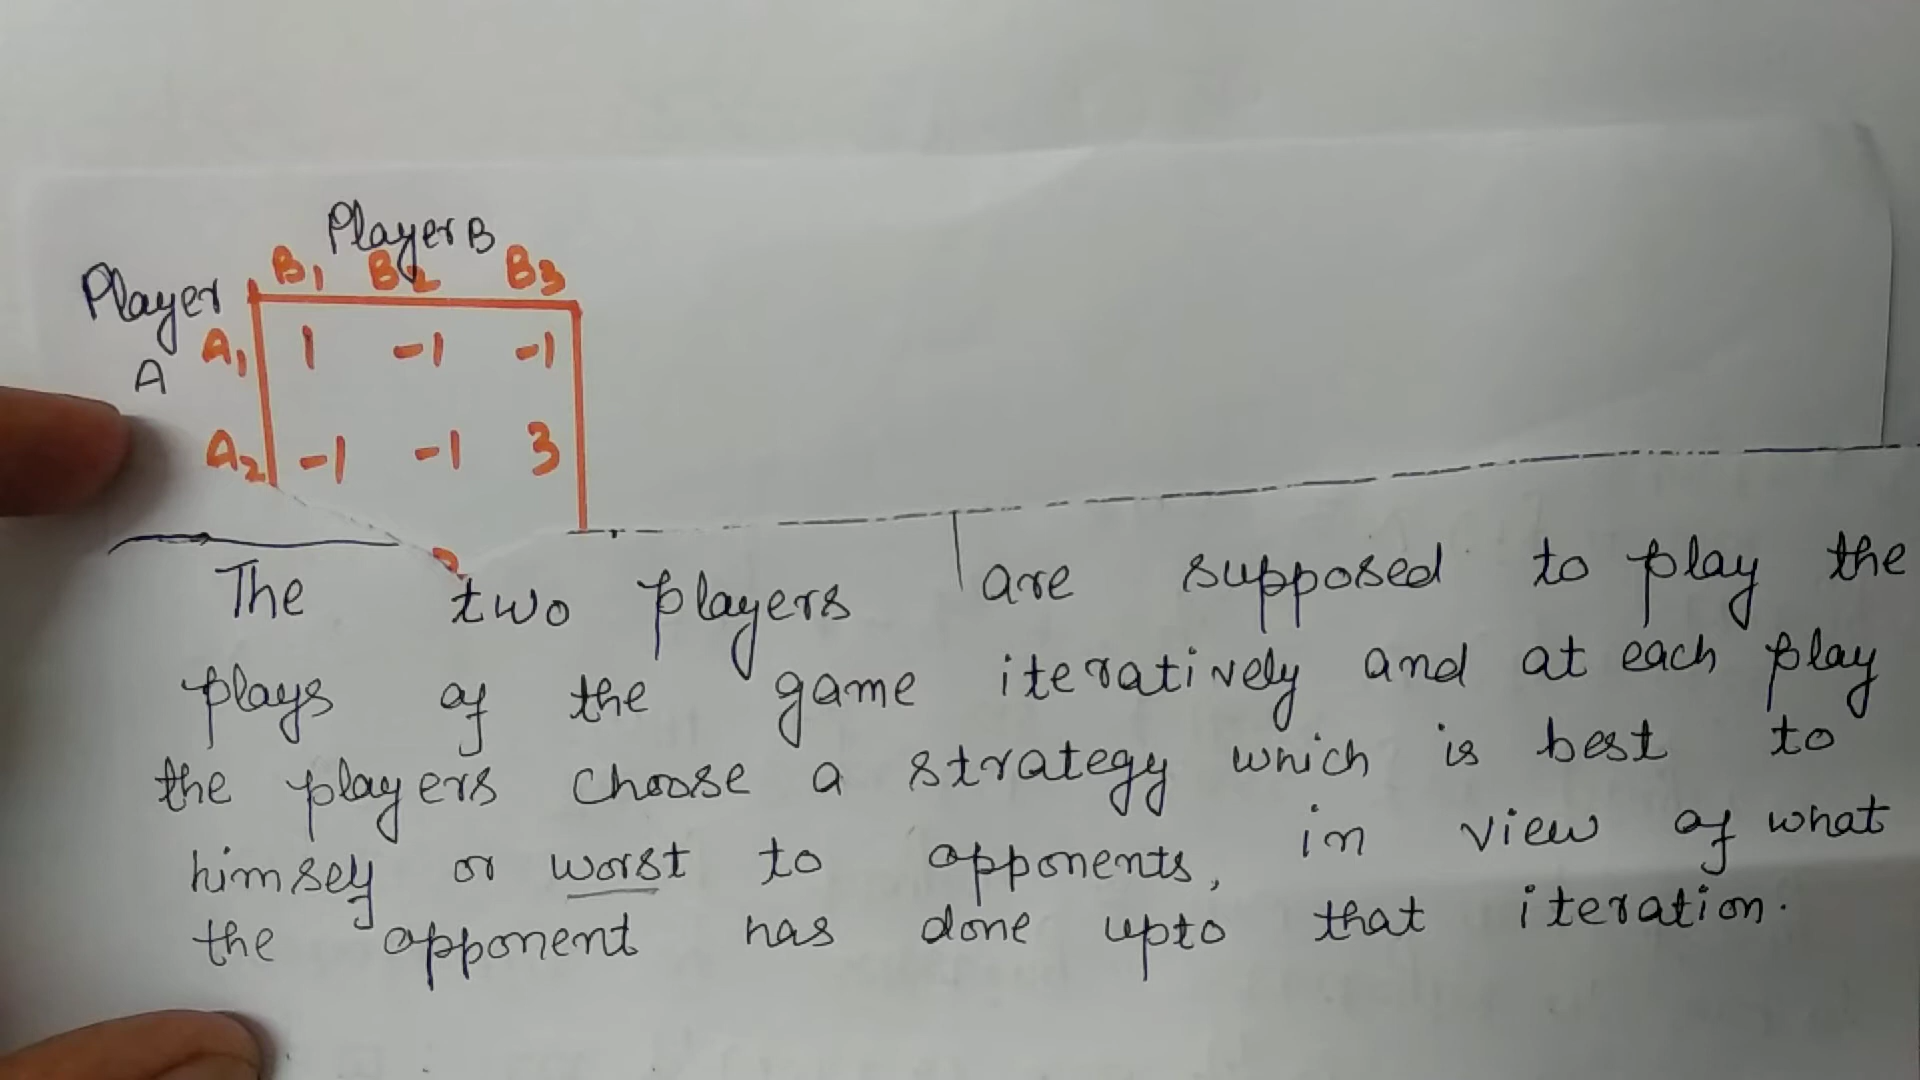 Player B
B1 B2 B3
Player
A
A1 1 -1 -1
A2 -1 -1 3
The two players are supposed to play the
plays of the game iteratively and at each play
the players choose a strategy which is best to
himself or worst to opponents, in view of what
the opponent has done upto that iteration.